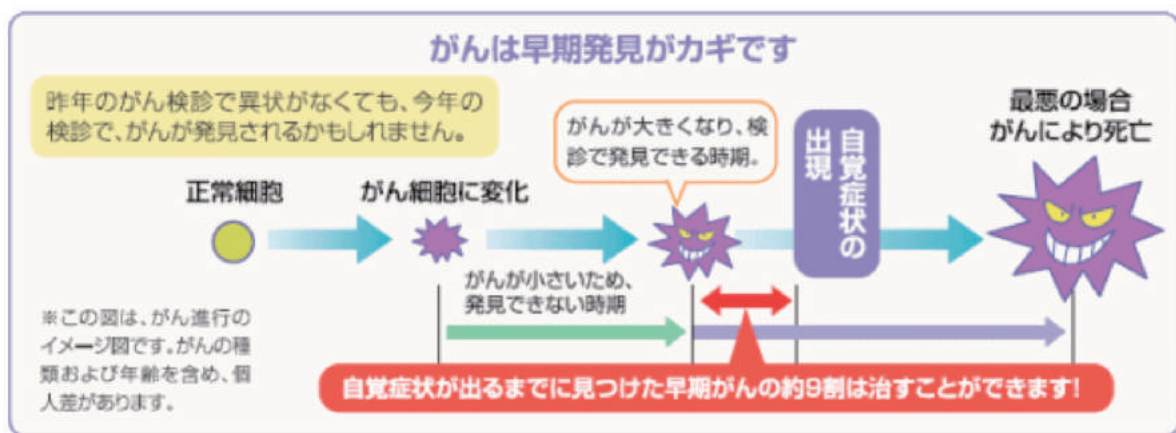 がんは早期発見がカギです
昨年のがん検診で異状がなくても、今年の
検診で、がんが発見されるかもしれません。
がんが大きくなり、検
診で発見できる時期。
自覚症状の
出現
最悪の場合
がんにより死亡
正常細胞
がん細胞に変化
がんが小さいため、
発見できない時期
※この図は、がん進行の
イメージ図です。がんの種
類および年齢を含め、個
人差があります。
自覚症状が出るまでに見つけた早期がんの約9割は治すことができます!